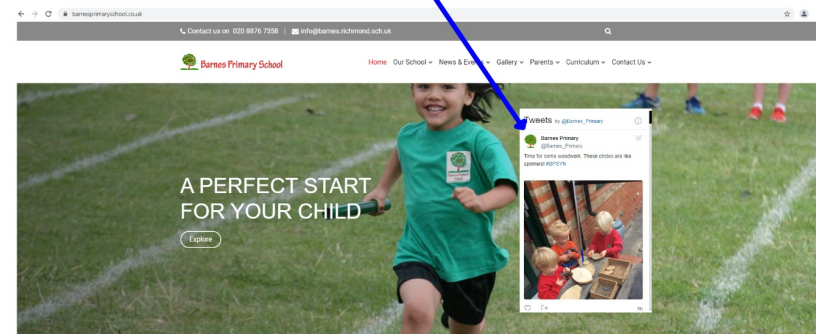 barnesprimaryschool.co.uk
Contact us on 020 8876 7358 | info@barnes.richmond.sch.uk
Barnes Primary School
Home Our School News & Events Gallery Parents Curriculum Contact Us
Tweets by @Barnes_Primary
Barnes Primary
@Barnes_Primary
Time for some woodwork. These circles are like
spinners! #BPSYN
A PERFECT START
FOR YOUR CHILD
Explore